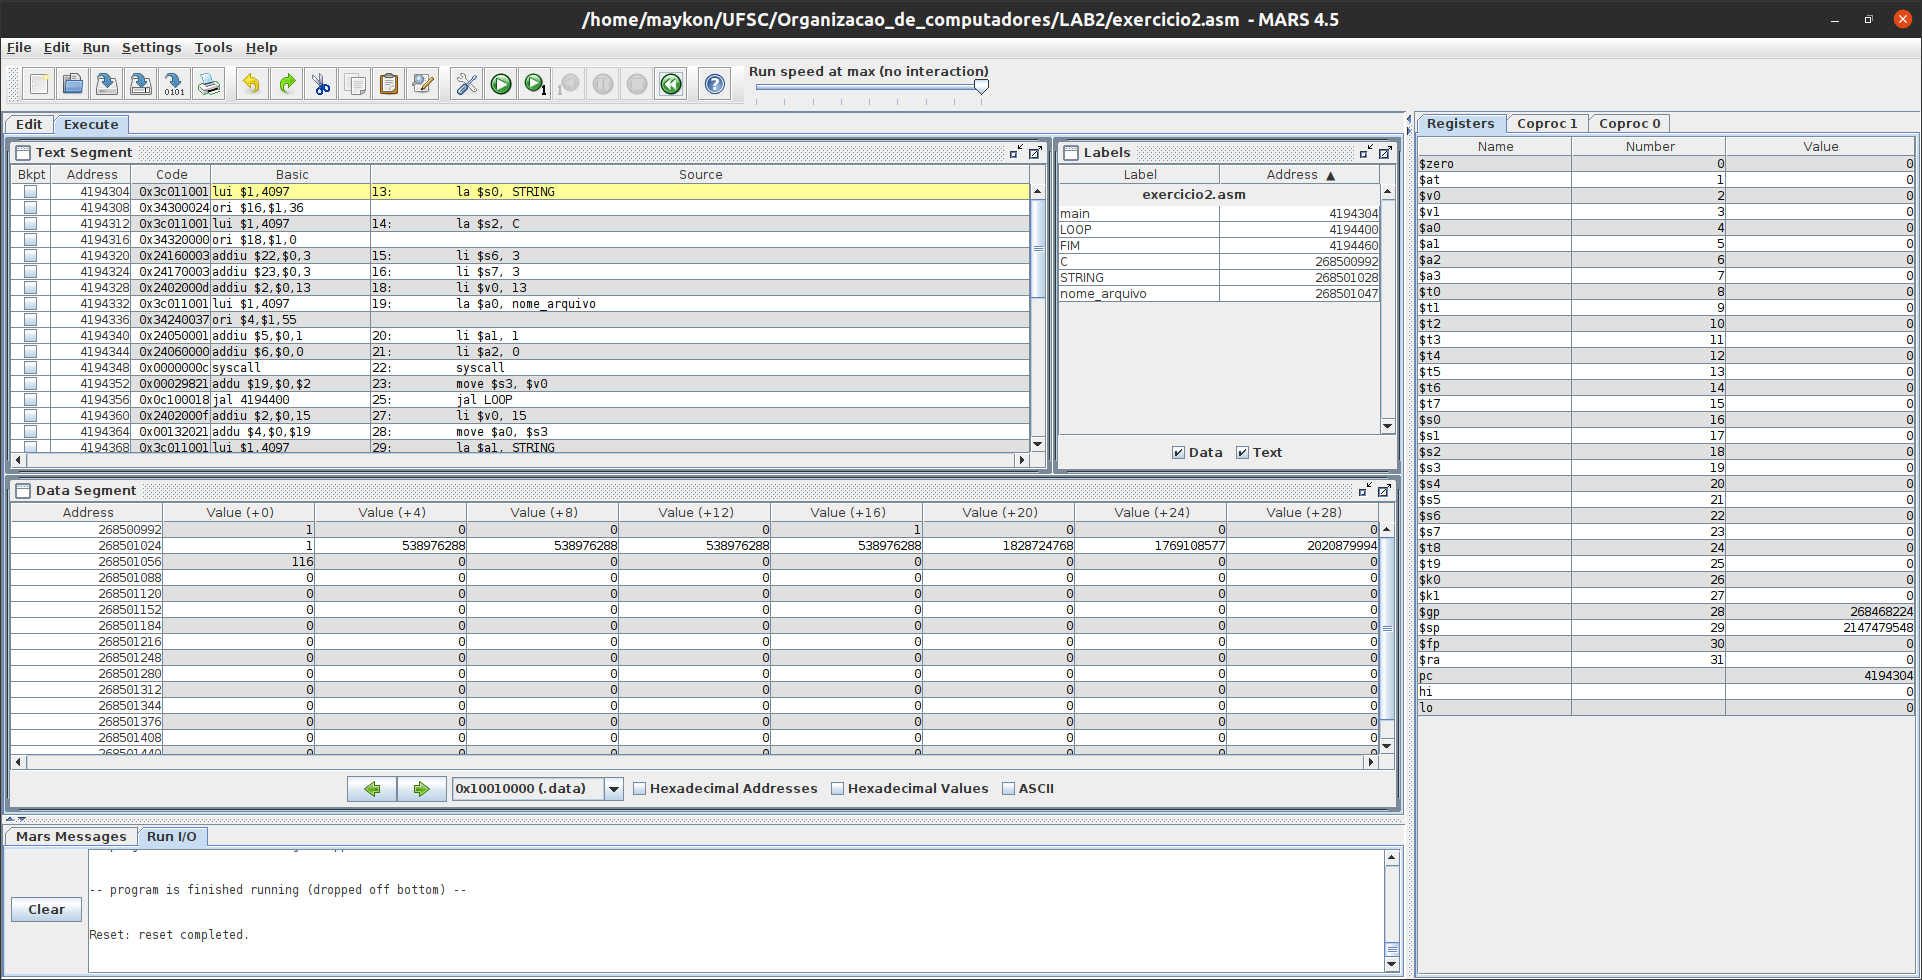 /home/maykon/UFSC/Organizacao_de_computadores/LAB2/exercicio2.asm - MARS 4.5
File Edit Run Settings Tools Help
Run speed at max (no interaction)
Edit Execute
Text Segment
Bkpt Address Code Basic Source
4194304 0x3c011001 lui $1,4097 13: la $s0, STRING
4194308 0x34300024 ori $16,$1,36
4194312 0x3c011001 lui $1,4097 14: la $s2, C
4194316 0x34320000 ori $18,$1,0
4194320 0x24160003 addiu $22,$0,3 15: li $s6, 3
4194324 0x24170003 addiu $23,$0,3 16: li $s7, 3
4194328 0x2402000d addiu $2,$0,13 18: li $v0, 13
4194332 0x3c011001 lui $1,4097 19: la $a0, nome_arquivo
4194336 0x34240037 ori $4,$1,55
4194340 0x24050001 addiu $5,$0,1 20: li $a1, 1
4194344 0x24060000 addiu $6,$0,0 21: li $a2, 0
4194348 0x0000000c syscall 22: syscall
4194352 0x00029821 addu $19,$0,$2 23: move $s3, $v0
4194356 0x0c100018 jal 4194400 25: jal LOOP
4194360 0x2402000f addiu $2,$0,15 27: li $v0, 15
4194364 0x00132021 addu $4,$0,$19 28: move $a0, $s3
4194368 0x3c011001 lui $1,4097 29: la $a1, STRING
Labels
Label Address ▲
exercicio2.asm
main 4194304
LOOP 4194400
FIM 4194460
C 268500992
STRING 268501028
nome_arquivo 268501047
Data Text
Data Segment
Address Value (+0) Value (+4) Value (+8) Value (+12) Value (+16) Value (+20) Value (+24) Value (+28)
268500992 1 0 0 0 1 0 0 0
268501024 1 538976288 538976288 538976288 538976288 1828724768 1769108577 2020879994
268501056 116 0 0 0 0 0 0 0
268501088 0 0 0 0 0 0 0 0
268501120 0 0 0 0 0 0 0 0
268501152 0 0 0 0 0 0 0 0
268501184 0 0 0 0 0 0 0 0
268501216 0 0 0 0 0 0 0 0
268501248 0 0 0 0 0 0 0 0
268501280 0 0 0 0 0 0 0 0
268501312 0 0 0 0 0 0 0 0
268501344 0 0 0 0 0 0 0 0
268501376 0 0 0 0 0 0 0 0
268501408 0 0 0 0 0 0 0 0
268501440 0 0 0 0 0 0 0 0
0x10010000 (.data) Hexadecimal Addresses Hexadecimal Values ASCII
Mars Messages Run I/O
-- program is finished running (dropped off bottom) --
Clear
Reset: reset completed.
Registers Coproc 1 Coproc 0
Name Number Value
$zero 0 0
$at 1 0
$v0 2 0
$v1 3 0
$a0 4 0
$a1 5 0
$a2 6 0
$a3 7 0
$t0 8 0
$t1 9 0
$t2 10 0
$t3 11 0
$t4 12 0
$t5 13 0
$t6 14 0
$t7 15 0
$s0 16 0
$s1 17 0
$s2 18 0
$s3 19 0
$s4 20 0
$s5 21 0
$s6 22 0
$s7 23 0
$t8 24 0
$t9 25 0
$k0 26 0
$k1 27 0
$gp 28 268468224
$sp 29 2147479548
$fp 30 0
$ra 31 0
pc 4194304
hi 0
lo 0